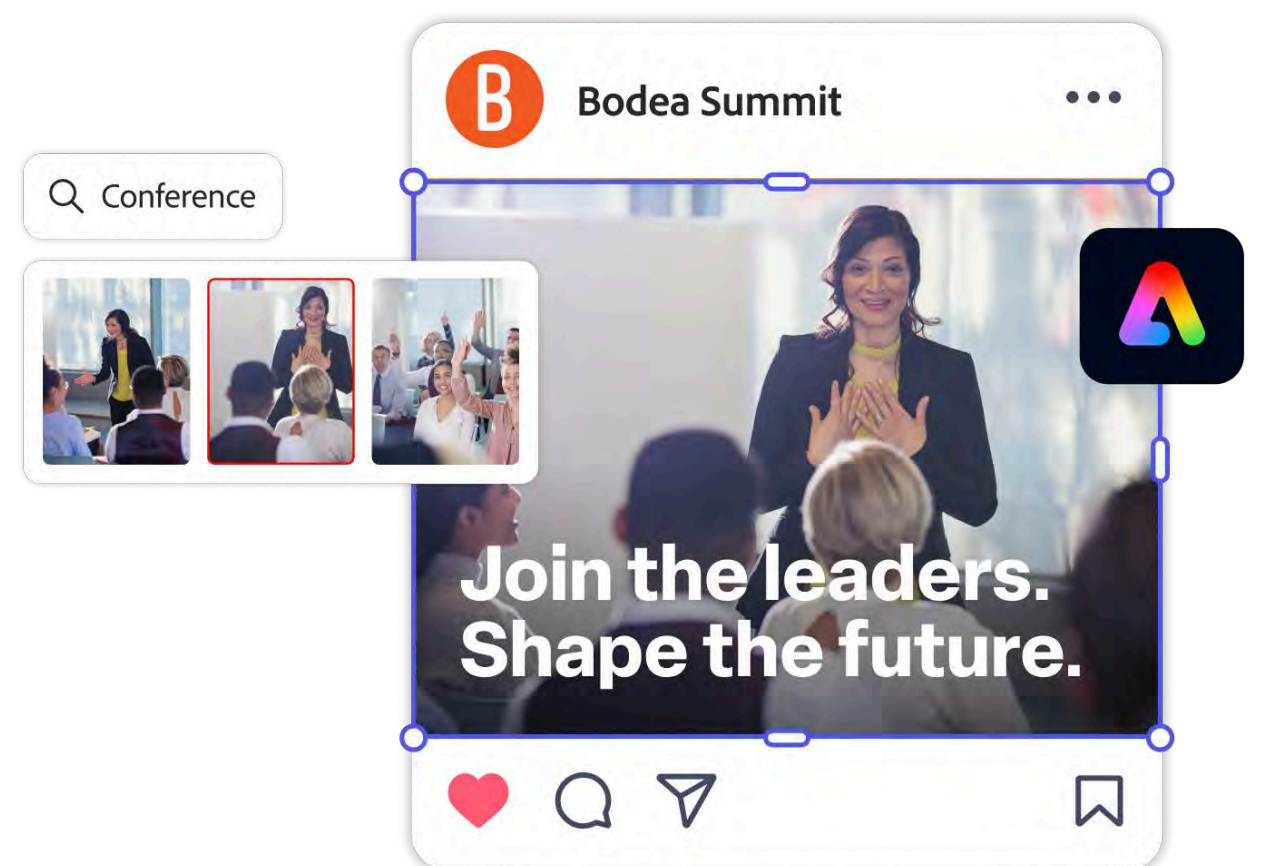 B
Bodea Summit
Conference
Join the leaders.
Shape the future.